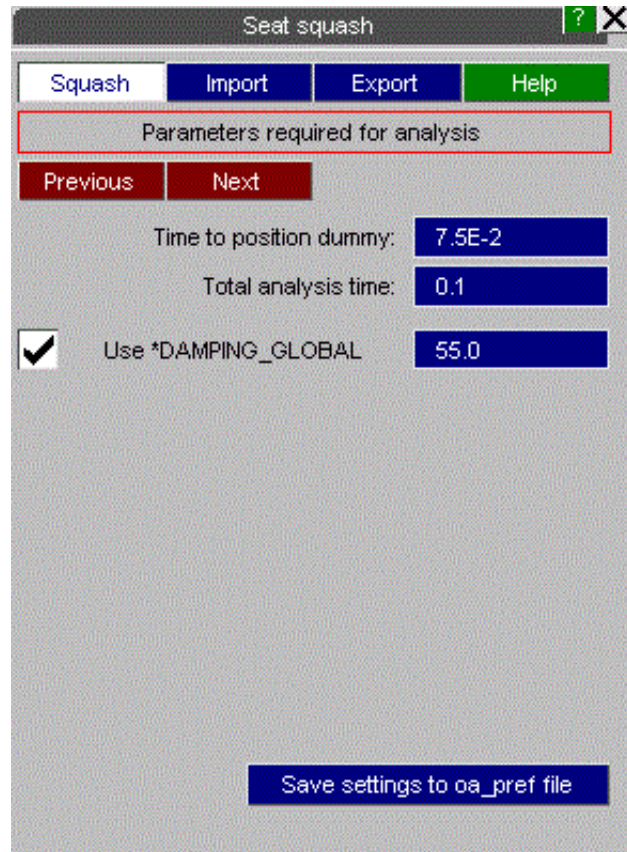 Seat squash ?
Squash Import Export Help
Parameters required for analysis
Previous Next
Time to position dummy: 7.5E-2
Total analysis time: 0.1
Use *DAMPING_GLOBAL 55.0
Save settings to oa_pref file